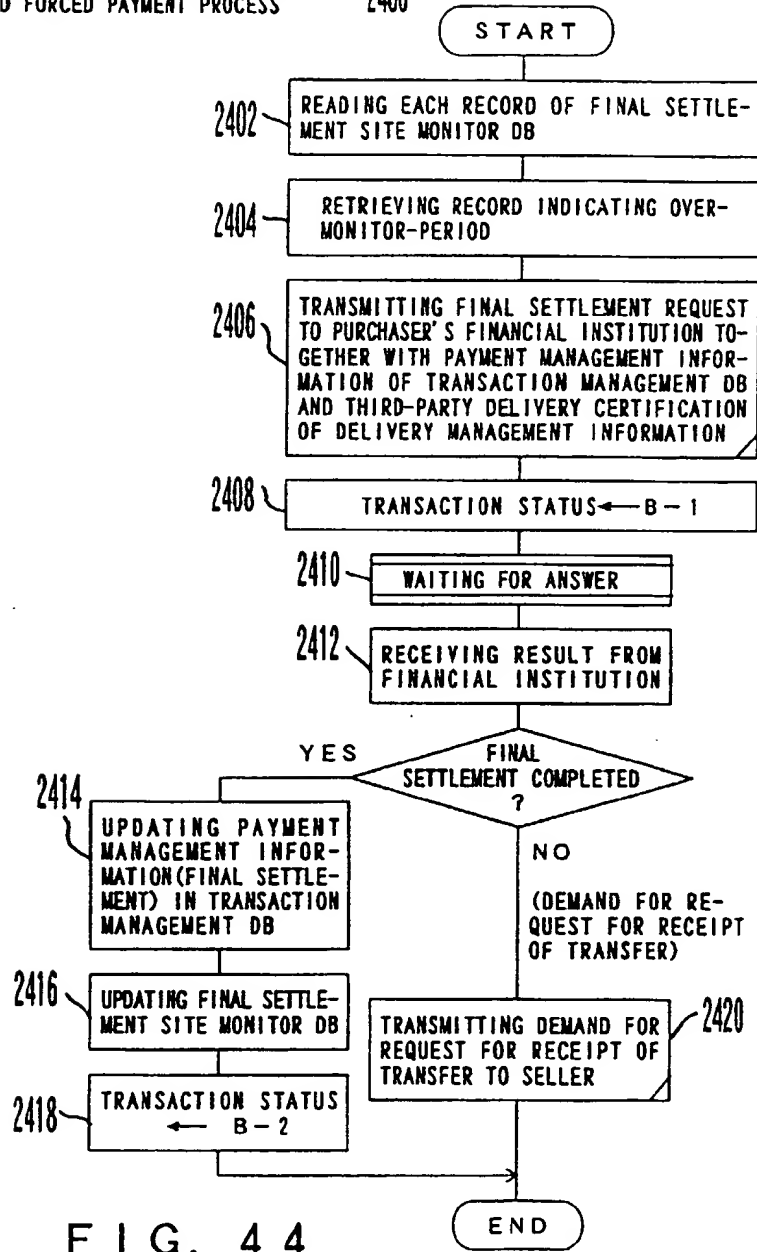 FORCED PAYMENT PROCESS 2400
START
2402
READING EACH RECORD OF FINAL SETTLE-
MENT SITE MONITOR DB
2404
RETRIEVING RECORD INDICATING OVER-
MONITOR-PERIOD
2406
TRANSMITTING FINAL SETTLEMENT REQUEST
TO PURCHASER'S FINANCIAL INSTITUTION TO-
GETHER WITH PAYMENT MANAGEMENT INFOR-
MATION OF TRANSACTION MANAGEMENT DB
AND THIRD-PARTY DELIVERY CERTIFICATION
OF DELIVERY MANAGEMENT INFORMATION
2408
TRANSACTION STATUS ← B-1
2410
WAITING FOR ANSWER
2412
RECEIVING RESULT FROM
FINANCIAL INSTITUTION
YES
FINAL
SETTLEMENT COMPLETED
?
2414
UPDATING PAYMENT
MANAGEMENT INFOR-
MATION(FINAL SETTLE-
MENT) IN TRANSACTION
MANAGEMENT DB
NO
(DEMAND FOR RE-
QUEST FOR RECEIPT
OF TRANSFER)
2416
UPDATING FINAL SETTLE-
MENT SITE MONITOR DB
2420
TRANSMITTING DEMAND FOR
REQUEST FOR RECEIPT OF
TRANSFER TO SELLER
2418
TRANSACTION STATUS
← B-2
END
FIG. 44